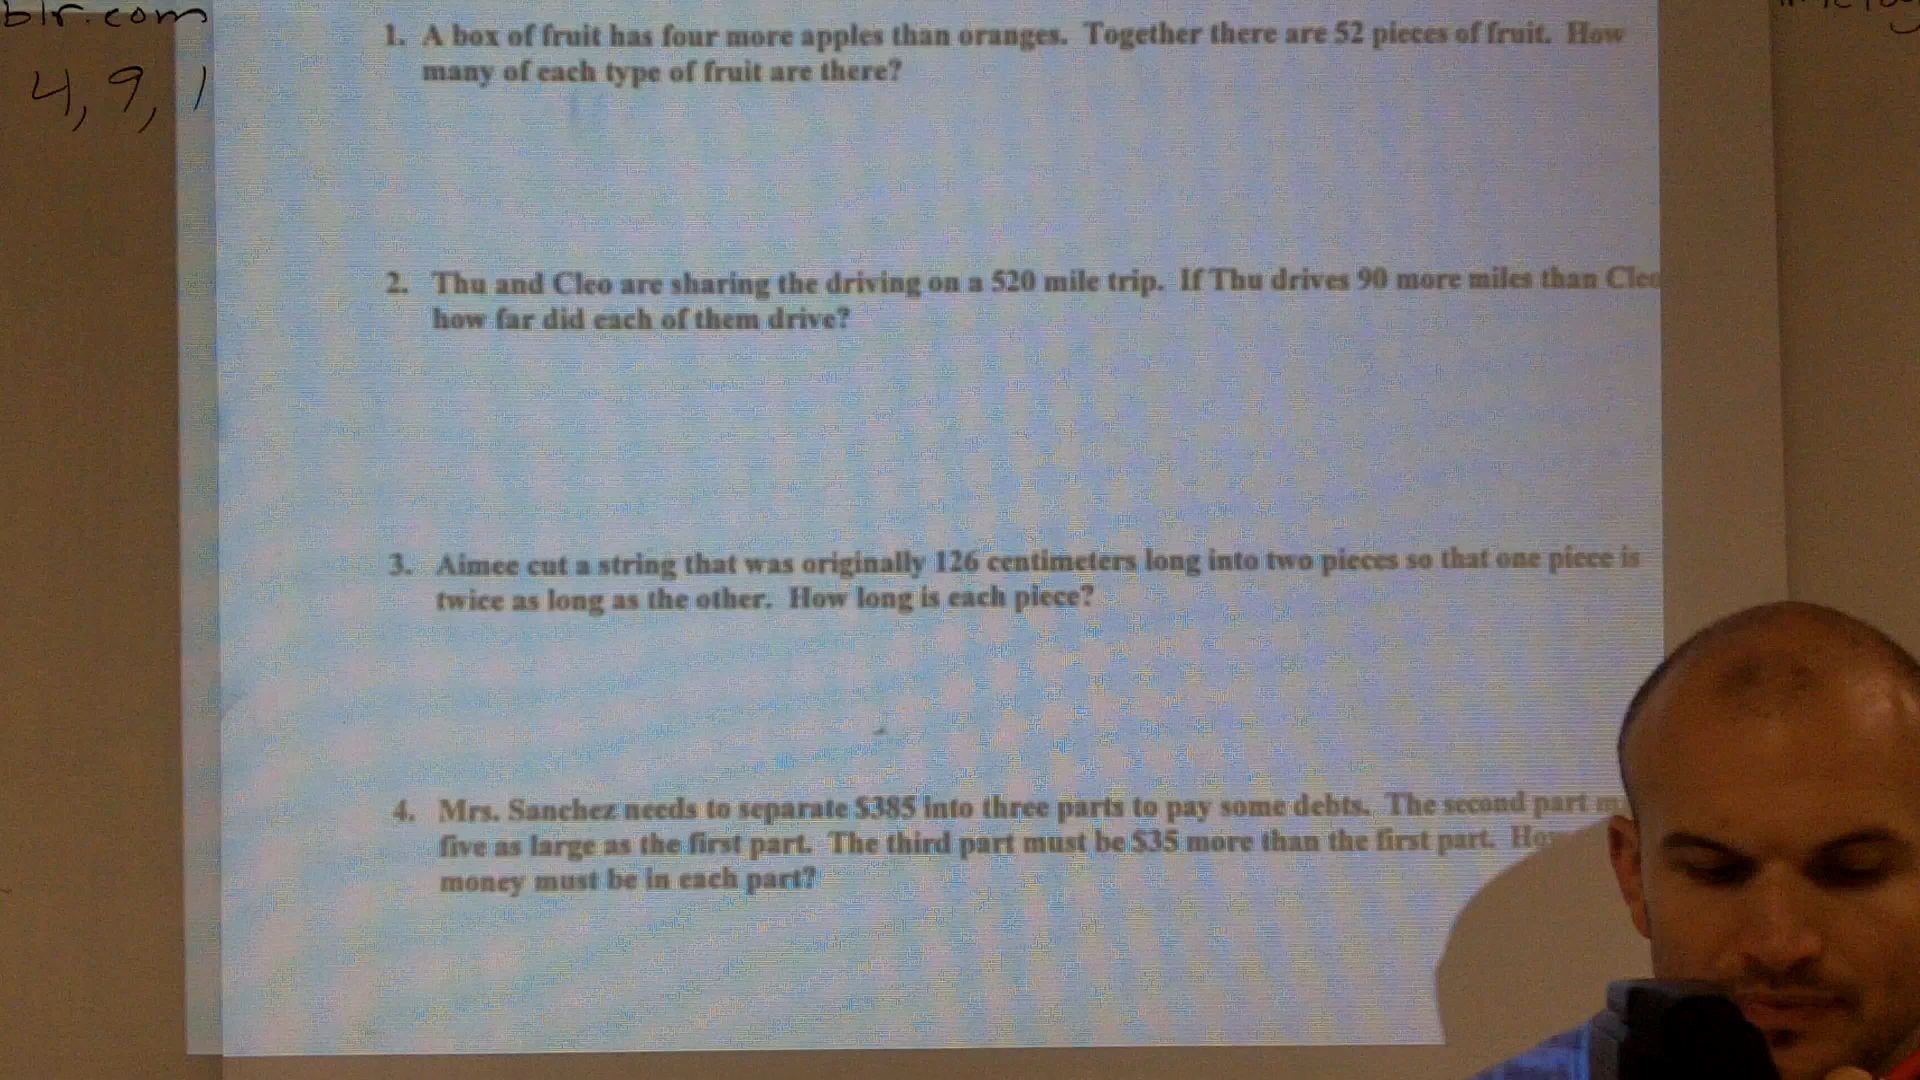 blr.com
4, 9, 1
1. A box of fruit has four more apples than oranges. Together there are 52 pieces of fruit. How
many of each type of fruit are there?
2. Thu and Cleo are sharing the driving on a 520 mile trip. If Thu drives 90 more miles than Cleo
how far did each of them drive?
3. Aimee cut a string that was originally 126 centimeters long into two pieces so that one piece is
twice as long as the other. How long is each piece?
4. Mrs. Sanchez needs to separate $385 into three parts to pay some debts. The second part
five as large as the first part. The third part must be $35 more than the first part.
money must be in each part?